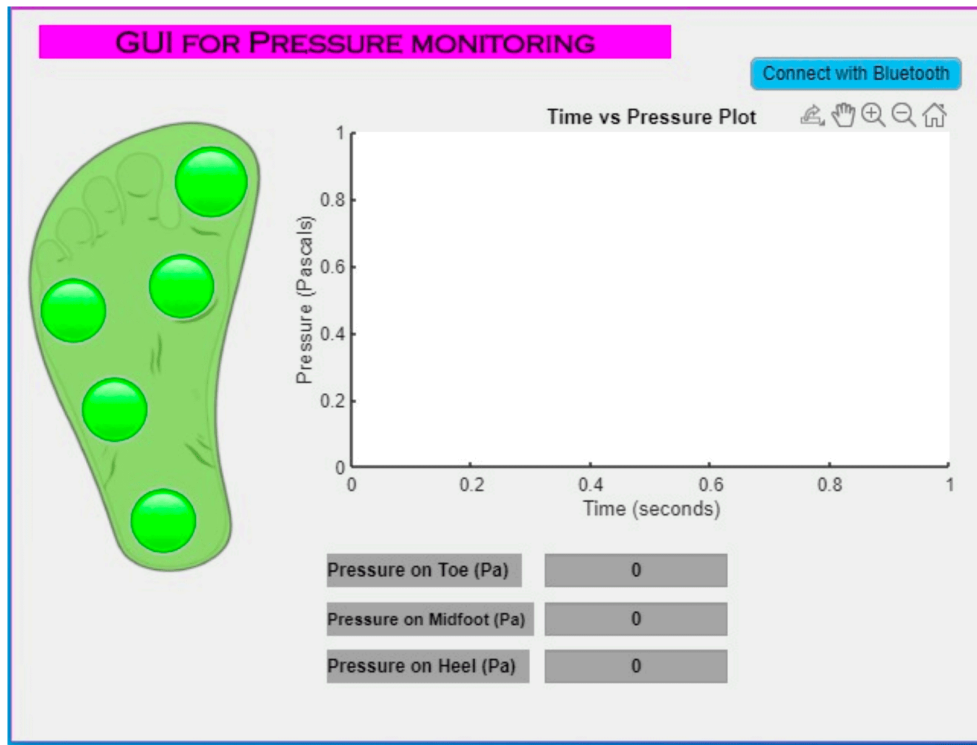 GUI FOR PRESSURE MONITORING
Connect with Bluetooth
Time vs Pressure Plot
1
0.8
0.6
0.4
0.2
0
Pressure (Pascals)
0 0.2 0.4 0.6 0.8 1
Time (seconds)
Pressure on Toe (Pa) 0
Pressure on Midfoot (Pa) 0
Pressure on Heel (Pa) 0